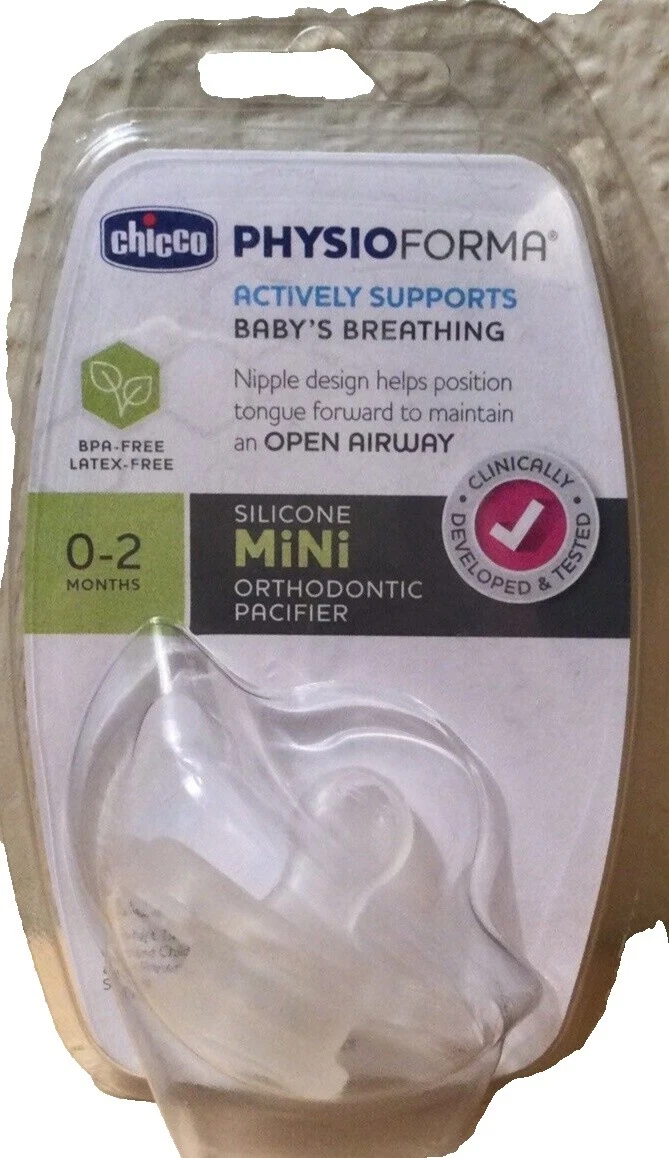 chicco PHYSIOFORMA®
ACTIVELY SUPPORTS
BABY'S BREATHING
Nipple design helps position
tongue forward to maintain
an OPEN AIRWAY
BPA-FREE
LATEX-FREE
CLINICALLY
DEVELOPED & TESTED
0-2
MONTHS
SILICONE
MiNi
ORTHODONTIC
PACIFIER